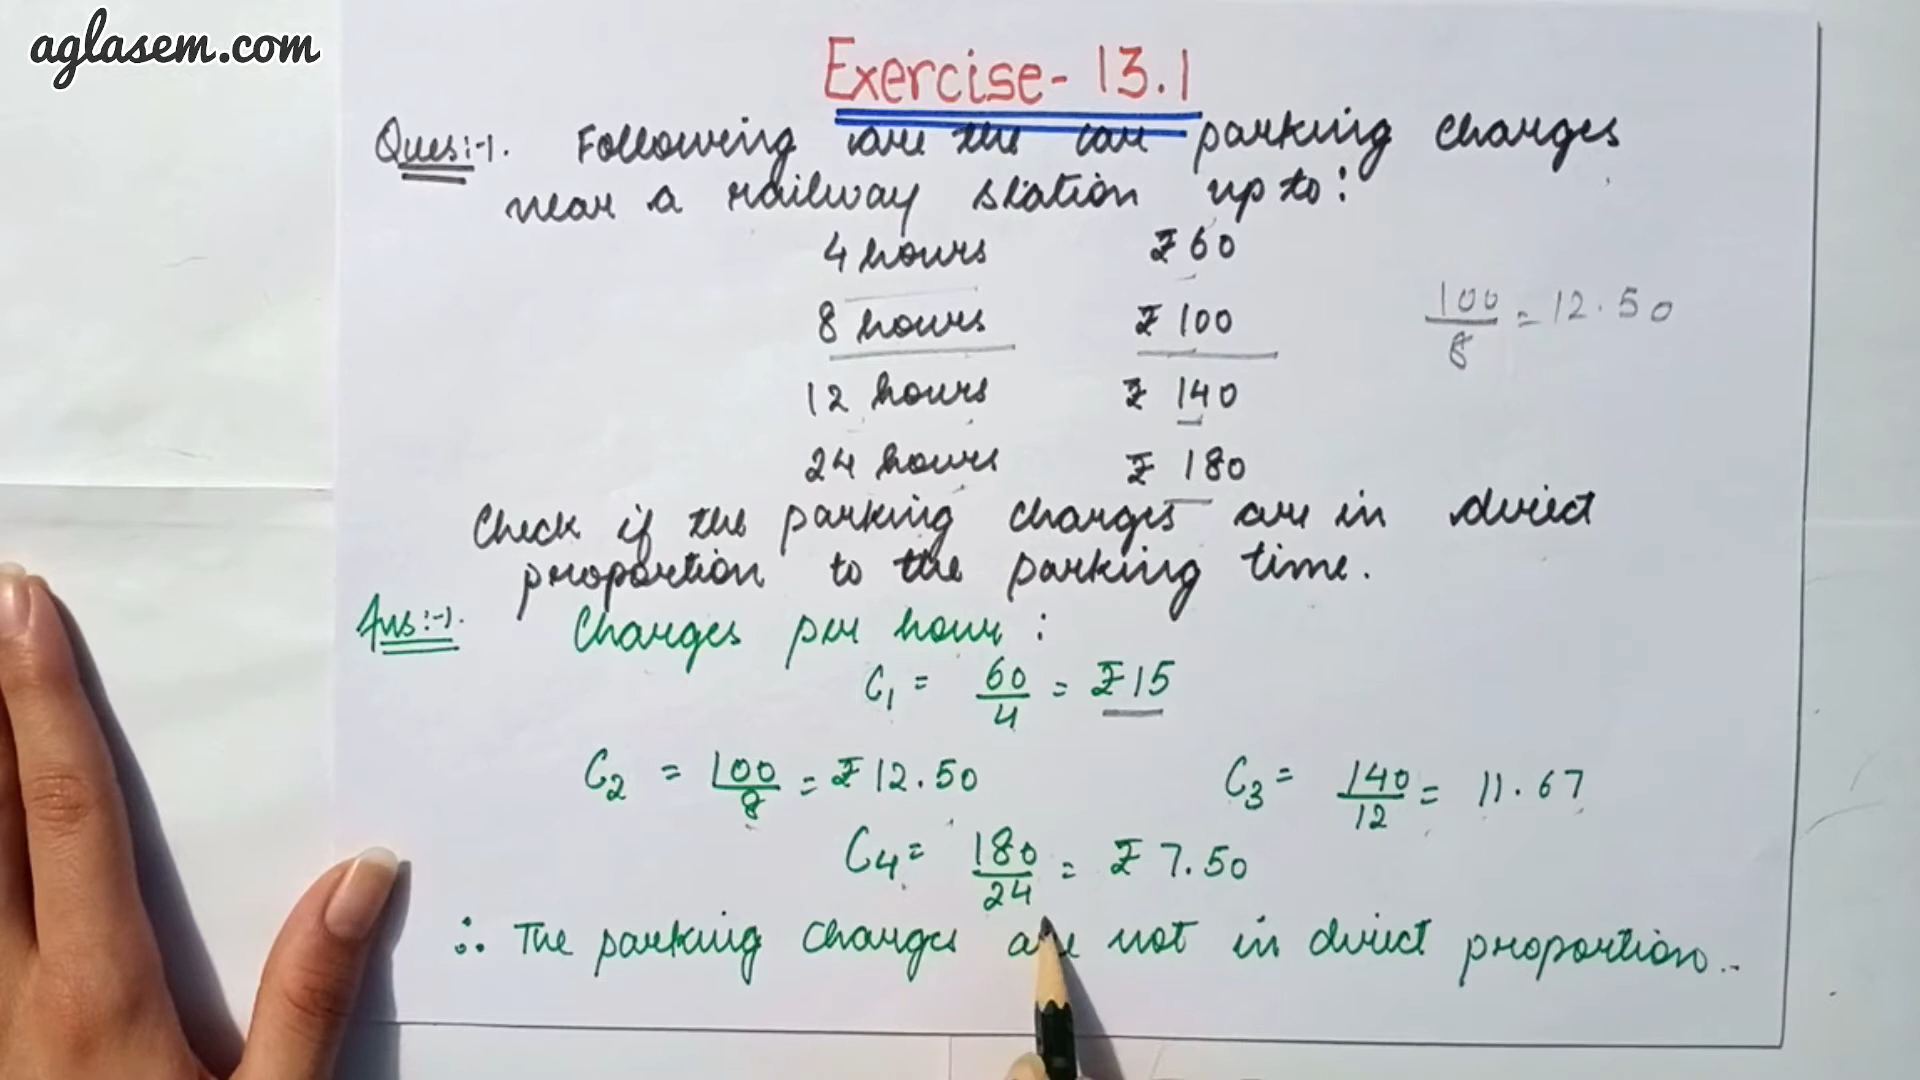 aglasem.com
Exercise- 13.1
Ques:-1. Following are the car parking charges
near a railway station up to:
4 hours ₹ 60
8 hours ₹ 100
100/8 = 12.50
12 hours ₹ 140
24 hours ₹ 180
Check if the parking charges are in direct
proportion to the parking time.
Ans:-1. Charges per hour:
C₁ = 60/4 = ₹15
C₂ = 100/8 = ₹12.50 C₃ = 140/12 = 11.67
C₄ = 180/24 = ₹7.50
∴ The parking charges are not in direct proportion..